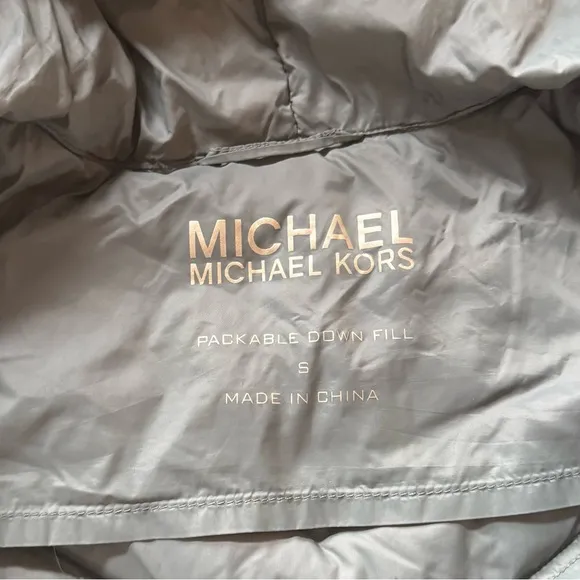 MICHAEL
MICHAEL KORS
PACKABLE DOWN FILL
S
MADE IN CHINA